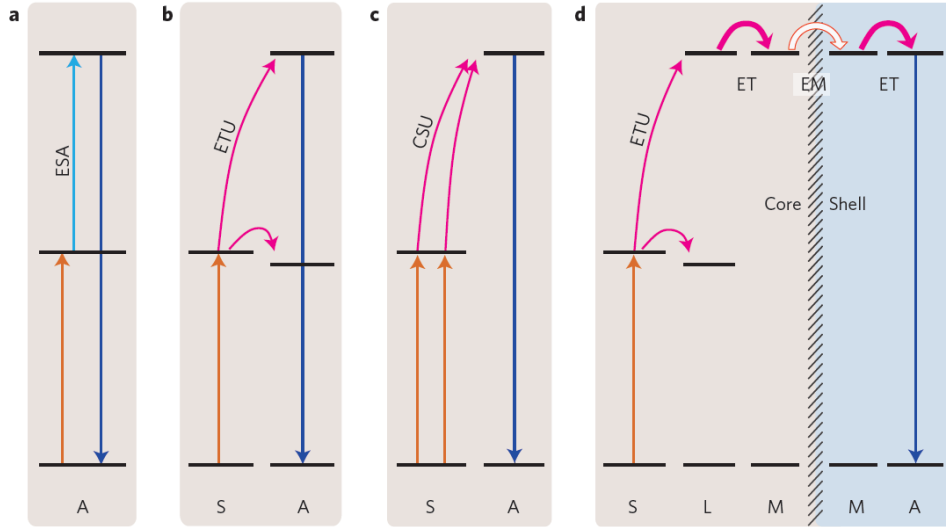 a
ESA
A
b
ETU
S A
c
CSU
S A
d
ETU
ET EM ET
Core Shell
S L M M A